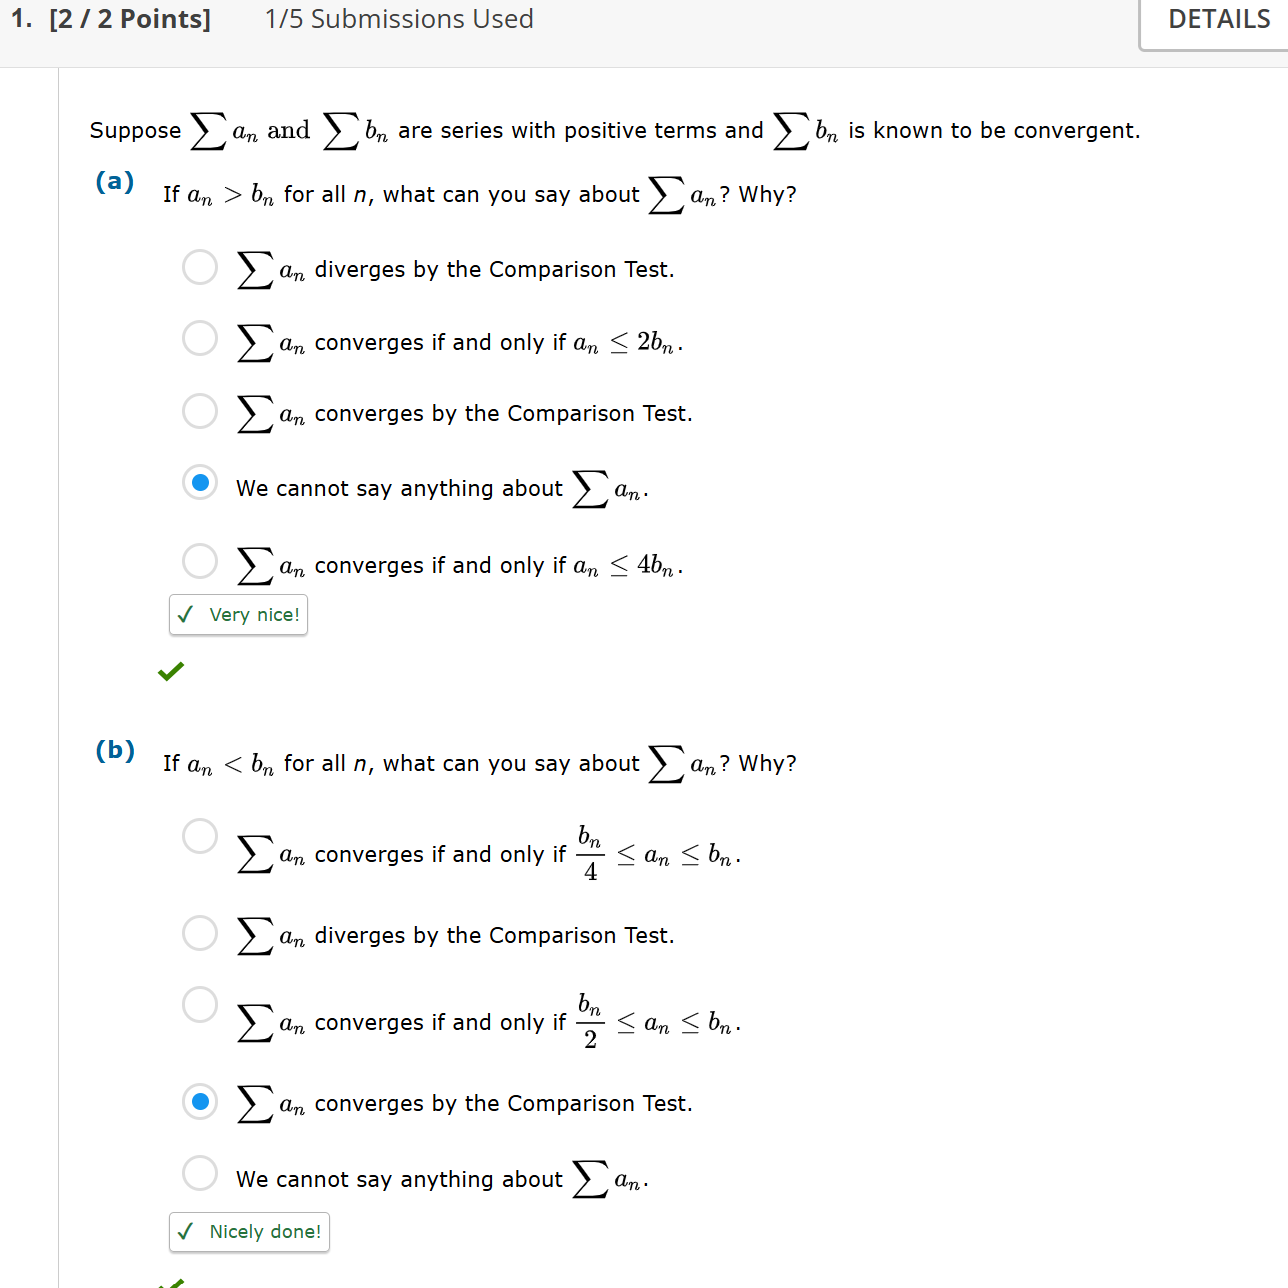 1. [2 / 2 Points] 1/5 Submissions Used DETAILS
Suppose ∑ aₙ and ∑ bₙ are series with positive terms and ∑ bₙ is known to be convergent.
(a) If aₙ > bₙ for all n, what can you say about ∑ aₙ? Why?
∑ aₙ diverges by the Comparison Test.
∑ aₙ converges if and only if aₙ ≤ 2bₙ.
∑ aₙ converges by the Comparison Test.
We cannot say anything about ∑ aₙ.
∑ aₙ converges if and only if aₙ ≤ 4bₙ.
✓ Very nice!
(b) If aₙ < bₙ for all n, what can you say about ∑ aₙ? Why?
∑ aₙ converges if and only if bₙ/4 ≤ aₙ ≤ bₙ.
∑ aₙ diverges by the Comparison Test.
∑ aₙ converges if and only if bₙ/2 ≤ aₙ ≤ bₙ.
∑ aₙ converges by the Comparison Test.
We cannot say anything about ∑ aₙ.
✓ Nicely done!